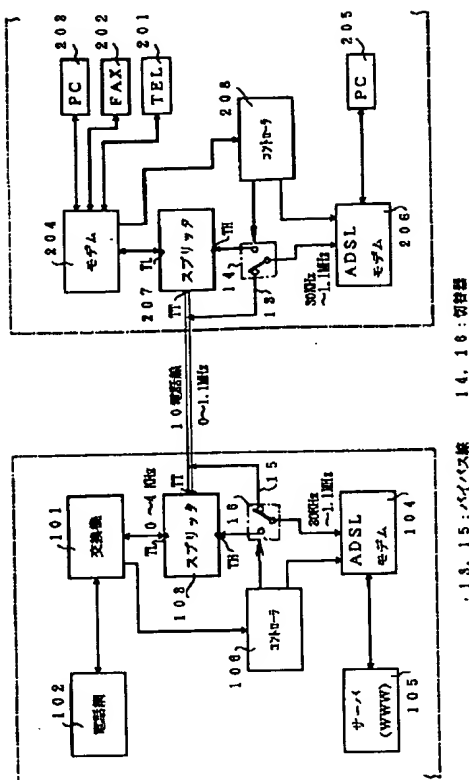 102
電話網
101
交換機
0~4 KHz
TL
103
スプリッタ
TT
TH
16
15
106
コントローラ
30KHz
~1.1MHz
104
ADSL
モデム
サーバ
(WWW)
105
10電話線
0~1.1MHz
204
モデム
PC
203
FAX
202
TEL
201
TL
207
スプリッタ
TT
TH
14
13
208
コントローラ
30KHz
~1.1MHz
ADSL
モデム
206
PC
205
13, 15:バイパス線 14, 16:切替器